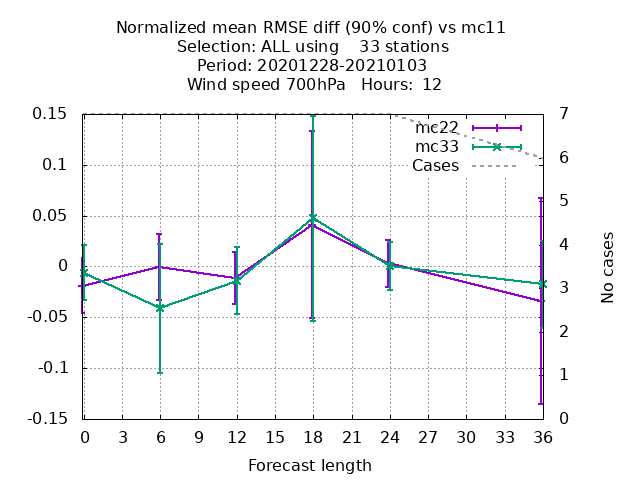 Normalized mean RMSE diff (90% conf) vs mc11
Selection: ALL using    33 stations
Period: 20201228-20210103
Wind speed 700hPa   Hours:  12
0.15
0.1
0.05
0
-0.05
-0.1
-0.15
7
6
5
4
3
2
1
0
mc22
mc33
Cases
No cases
0 3 6 9 12 15 18 21 24 27 30 33 36
Forecast length